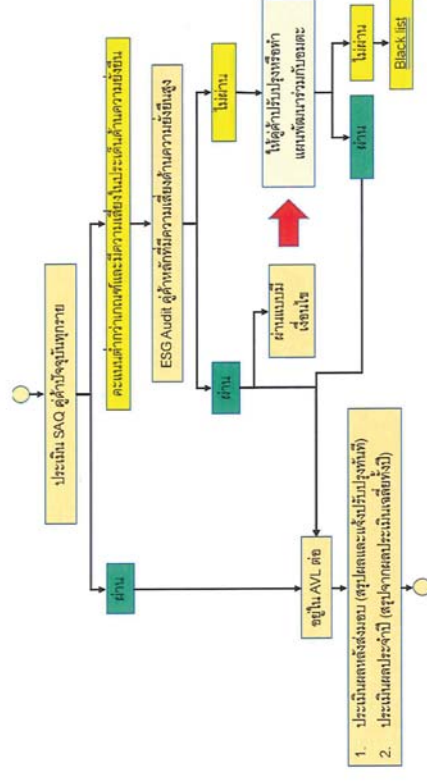 ประเมิน SAQ คู่ค้าปัจจุบันทุกราย
ผ่าน
คะแนนต่ำกว่าเกณฑ์และมีความเสี่ยงในประเด็นด้านความยั่งยืน
ESG Audit คู่ค้าหลักที่มีความเสี่ยงด้านความยั่งยืนสูง
ผ่าน
ไม่ผ่าน
ผ่านแบบมี
เงื่อนไข
ให้คู่ค้าปรับปรุงหรือทำ
แผนพัฒนาร่วมกับอมตะ
ผ่าน
ไม่ผ่าน
Black list
อยู่ใน AVL ต่อ
1. ประเมินผลหลังส่งมอบ (สรุปผลและแจ้งปรับปรุงทันที)
2. ประเมินผลประจำปี (สรุปจากผลประเมินเฉลี่ยทั้งปี)